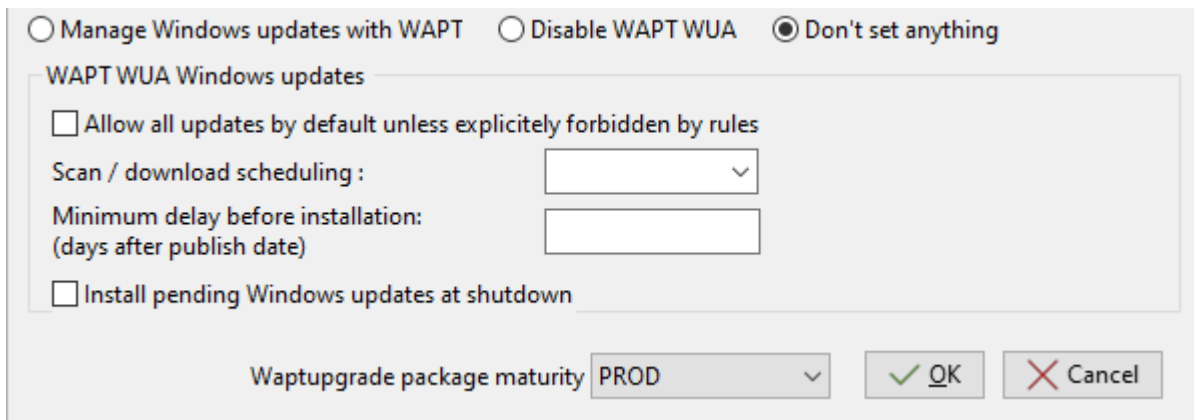 Manage Windows updates with WAPT Disable WAPT WUA Don't set anything
WAPT WUA Windows updates
Allow all updates by default unless explicitely forbidden by rules
Scan / download scheduling :
Minimum delay before installation:
(days after publish date)
Install pending Windows updates at shutdown
Waptupgrade package maturity PROD OK Cancel